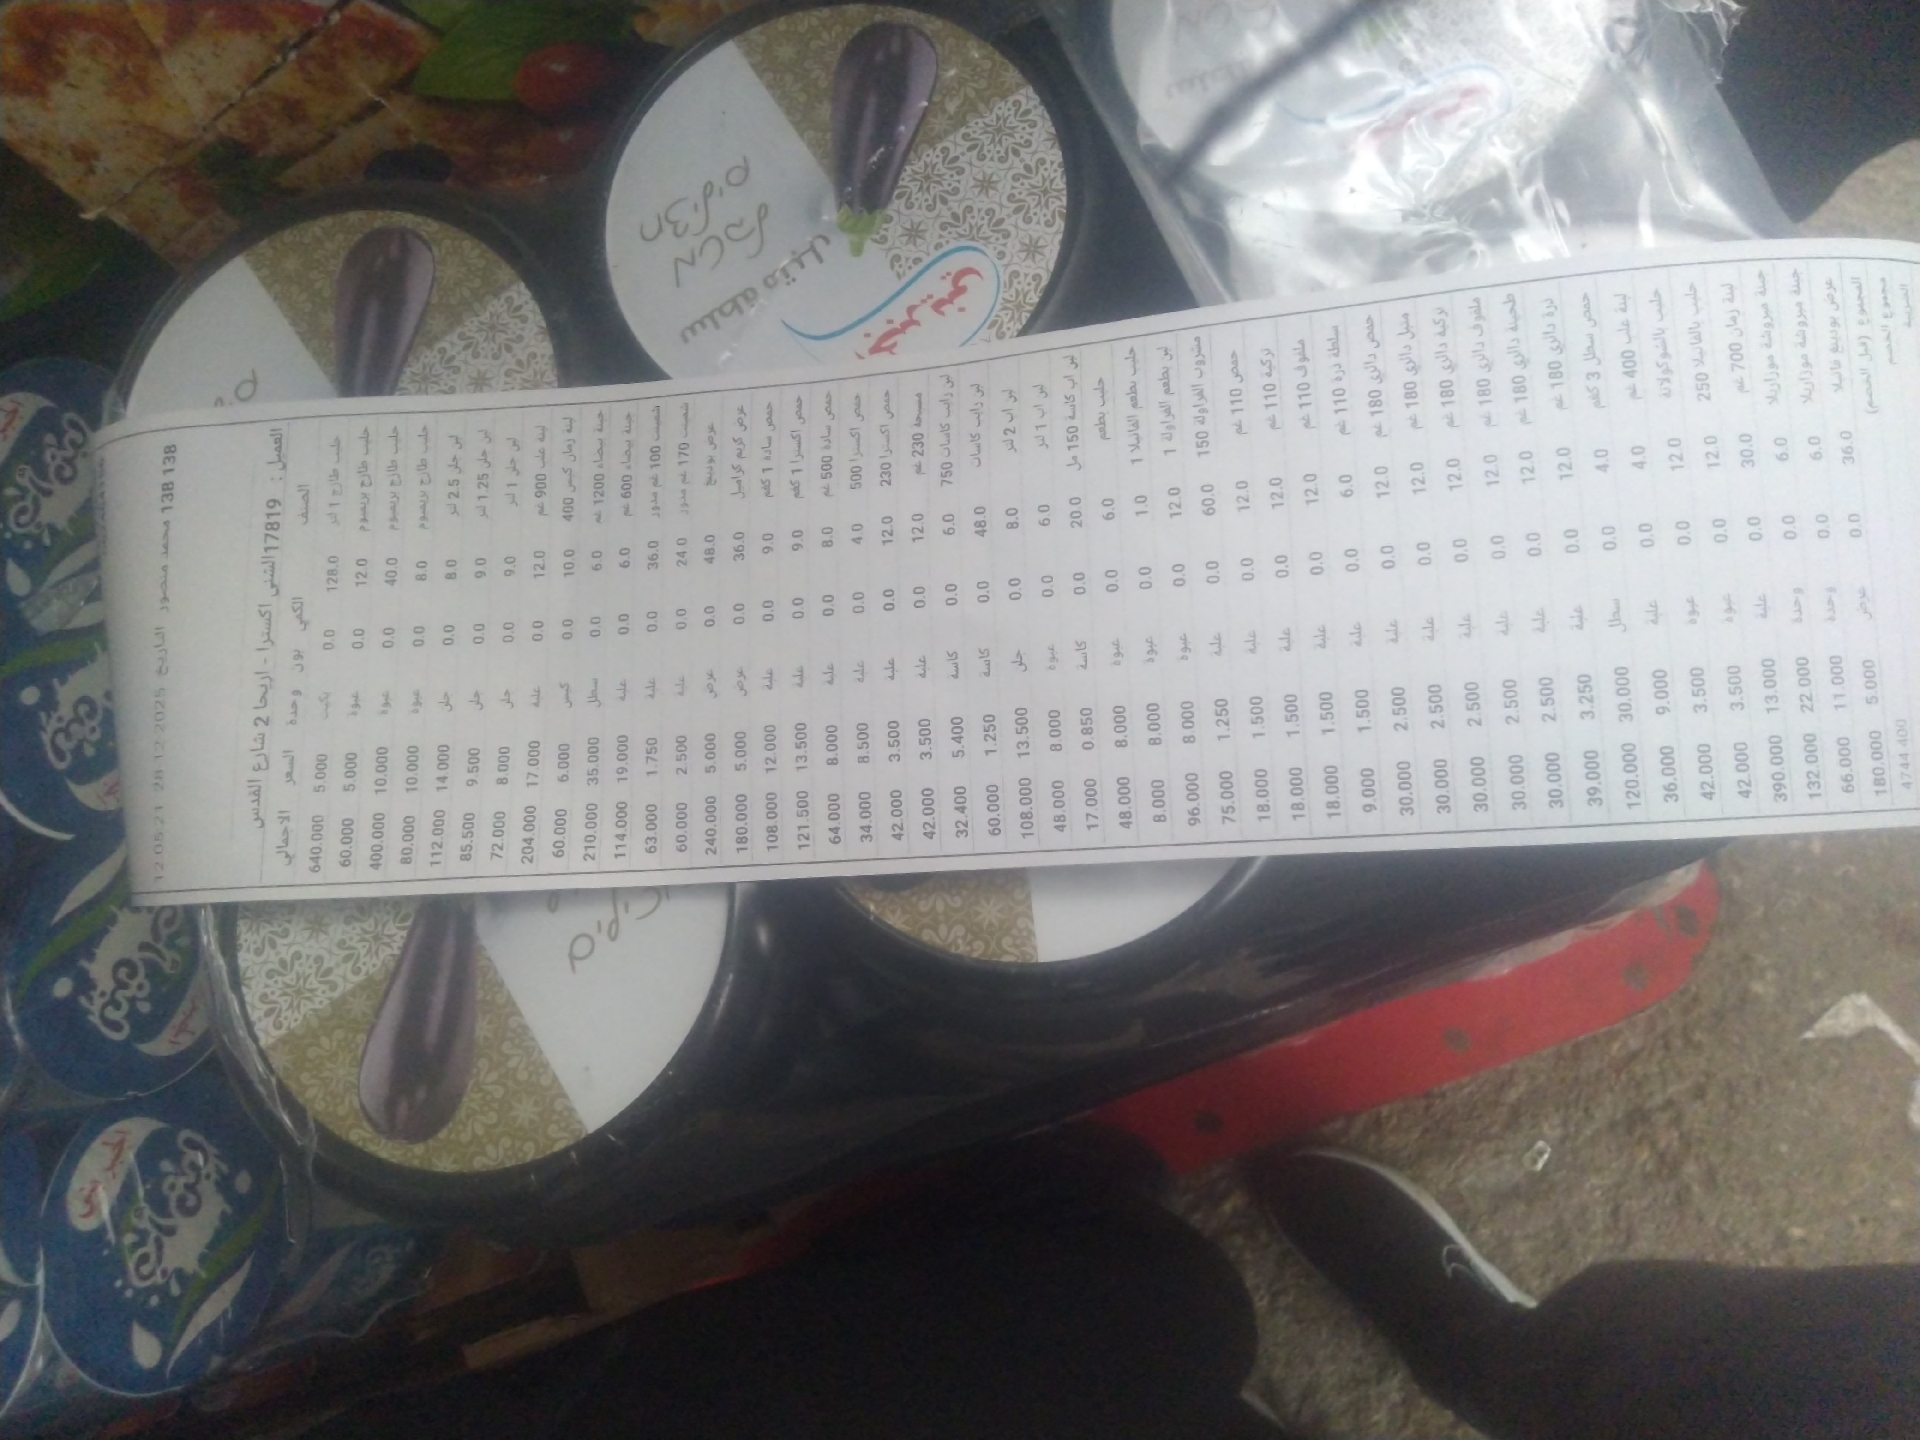 138 138 محمد منصور التاريخ 2025 12 28 21 05 12
العميل : 17819الشني اكسترا - اريحا 2 شارع القدس
الصنف الكمي بون وحدة السعر الاجمالي
حليب طازج 1 لتر 128.0 0.0 بكيت 5.000 640.000
حليب طازج بريميوم 12.0 0.0 عبوة 5.000 60.000
حليب طازج بريميوم 40.0 0.0 عبوة 10.000 400.000
حليب طازج بريميوم 8.0 0.0 عبوة 10.000 80.000
لبن جلن 2.5 لتر 8.0 0.0 جلن 14.000 112.000
لبن جلن 1.25 لتر 9.0 0.0 جلن 9.500 85.500
لبن جلن 1 لتر 9.0 0.0 جلن 8.000 72.000
لبنة علب 900 غم 12.0 0.0 علبة 17.000 204.000
لبنة زمان كيس 400 10.0 0.0 كيس 6.000 60.000
جبنة بيضاء 1200 غم 6.0 0.0 سطل 35.000 210.000
جبنة بيضاء 600 غم 6.0 0.0 علبة 19.000 114.000
شمينت 100 غم مدور 36.0 0.0 علبة 1.750 63.000
شمينت 170 غم مدور 24.0 0.0 علبة 2.500 60.000
عرض بودينغ 48.0 0.0 عرض 5.000 240.000
عرض كريم كراميل 36.0 0.0 عرض 5.000 180.000
حمص سادة 1 كغم 9.0 0.0 علبة 12.000 108.000
حمص اكسترا 1 كغم 9.0 0.0 علبة 13.500 121.500
حمص سادة 500 غم 8.0 0.0 علبة 8.000 64.000
حمص اكسترا 500 4.0 0.0 علبة 8.500 34.000
حمص اكسترا 230 12.0 0.0 علبة 3.500 42.000
مسبحة 230 غم 12.0 0.0 علبة 3.500 42.000
لبن رايب كاسات 750 6.0 0.0 كاسة 5.400 32.400
لبن رايب كاسات 48.0 0.0 كاسة 1.250 60.000
لبن اب 2 لتر 8.0 0.0 جلن 13.500 108.000
لبن اب 1 لتر 6.0 0.0 عبوة 8.000 48.000
لبن اب كاسة 150 مل 20.0 0.0 كاسة 0.850 17.000
حليب بطعم 6.0 0.0 عبوة 8.000 48.000
حليب بطعم الفانيلا 1 1.0 0.0 عبوة 8.000 8.000
لبن بطعم الفراولة 1 12.0 0.0 عبوة 8.000 96.000
مشروب الفراولة 150 60.0 0.0 علبة 1.250 75.000
حمص 110 غم 12.0 0.0 علبة 1.500 18.000
تركية 110 غم 12.0 0.0 علبة 1.500 18.000
ملفوف 110 غم 12.0 0.0 علبة 1.500 18.000
سلطة ذرة 110 غم 6.0 0.0 علبة 1.500 9.000
حمص دائري 180 غم 12.0 0.0 علبة 2.500 30.000
متبل دائري 180 غم 12.0 0.0 علبة 2.500 30.000
تركية دائري 180 غم 12.0 0.0 علبة 2.500 30.000
ملفوف دائري 180 غم 12.0 0.0 علبة 2.500 30.000
طحينية دائري 180 غم 12.0 0.0 علبة 2.500 30.000
ذرة دائري 180 غم 12.0 0.0 علبة 3.250 39.000
حمص سطل 3 كغم 4.0 0.0 سطل 30.000 120.000
لبنة علب 400 غم 4.0 0.0 علبة 9.000 36.000
حليب بالشوكولاتة 12.0 0.0 عبوة 3.500 42.000
حليب بالفانيلا 250 12.0 0.0 عبوة 3.500 42.000
لبنة زمان 700 غم 30.0 0.0 علبة 13.000 390.000
جبنة مبروشة موزاريلا 6.0 0.0 وحدة 22.000 132.000
جبنة مبروشة موزاريلا 6.0 0.0 وحدة 11.000 66.000
عرض بودينغ فانيلا 36.0 0.0 عرض 5.000 180.000
المجموع (قبل الخصم) 4744.400
مجموع الخصم
الضريبة
سلطة متبل
الجبريني